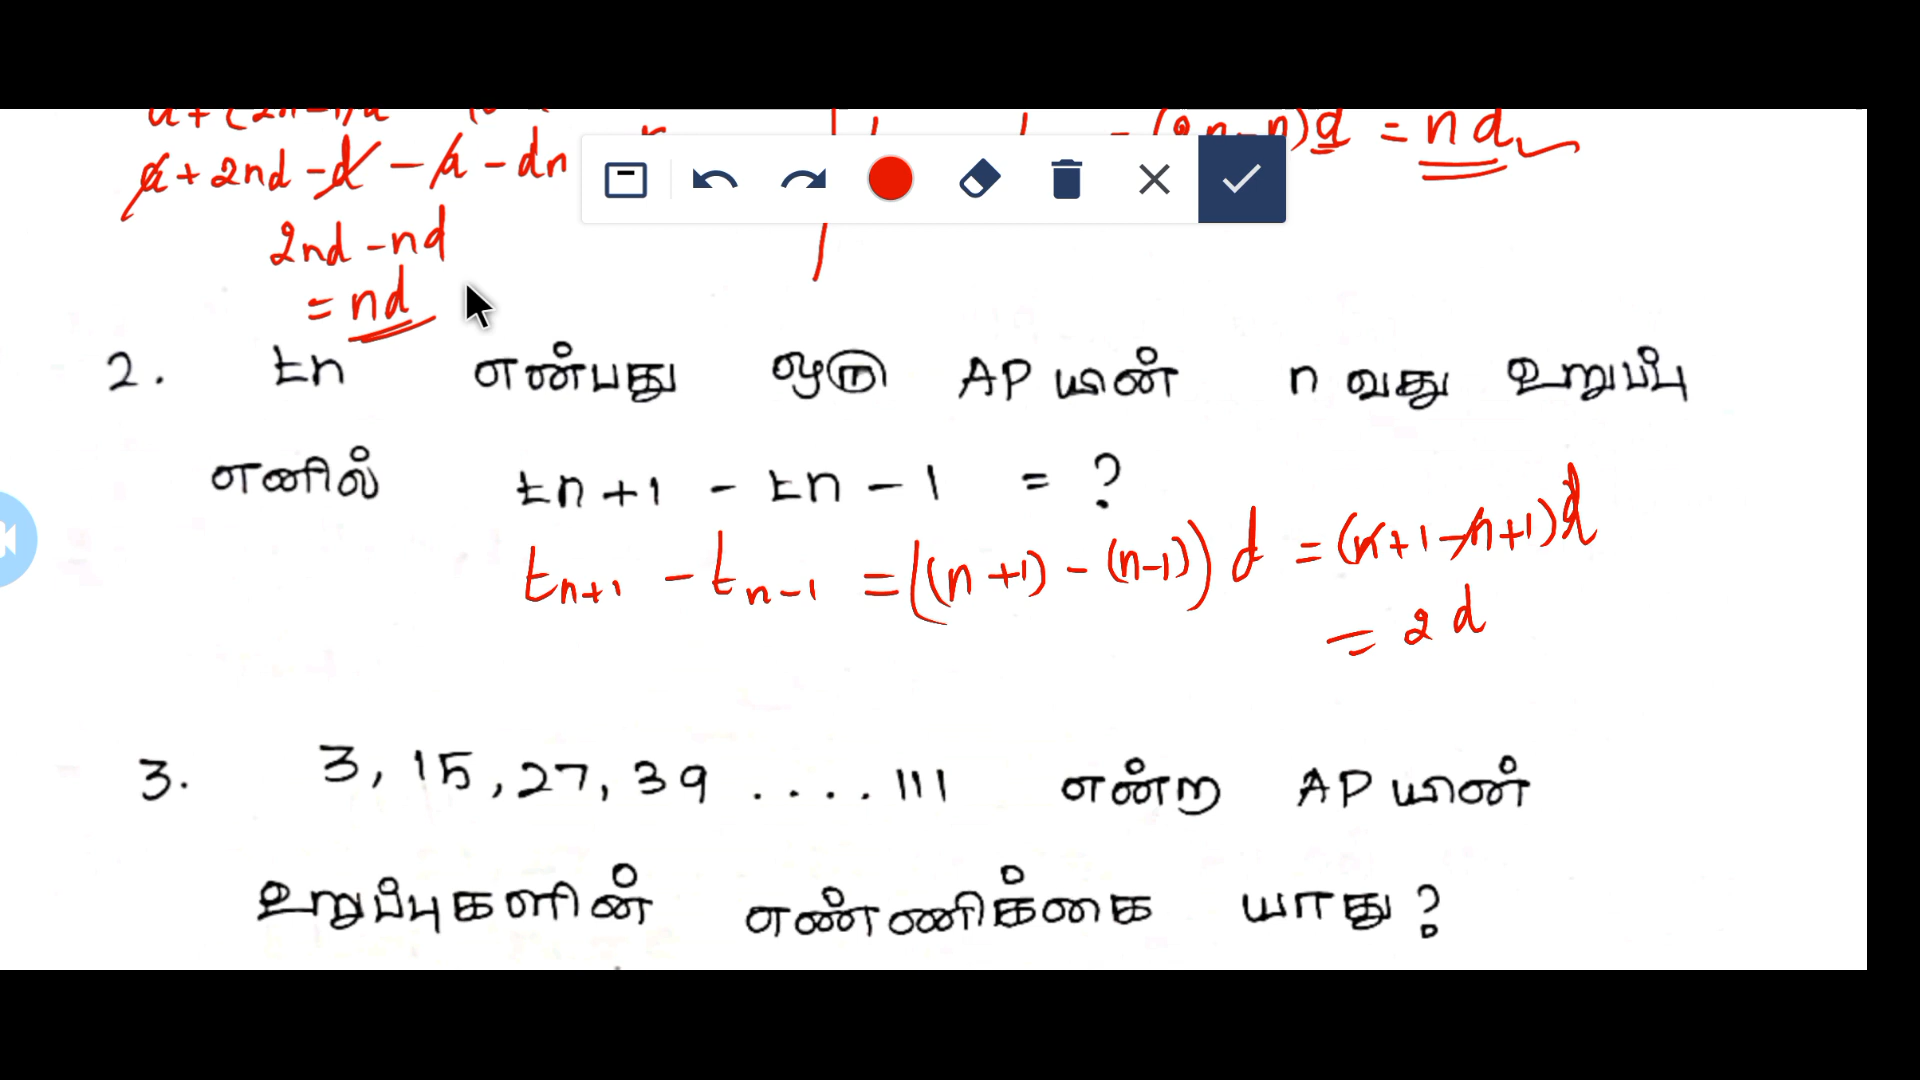 = nd
a + 2nd - d - a - dn
2nd - nd
= nd
2. tn என்பது ஒரு AP யின் n வது உறுப்பு
எனில் tn +1 - tn - 1 = ?
tn+1 - tn-1 = ((n+1) - (n-1)) d = (n+1-n+1)d
= 2d
3. 3, 15, 27, 39 .... 111 என்ற AP யின்
உறுப்புகளின் எண்ணிக்கை யாது?